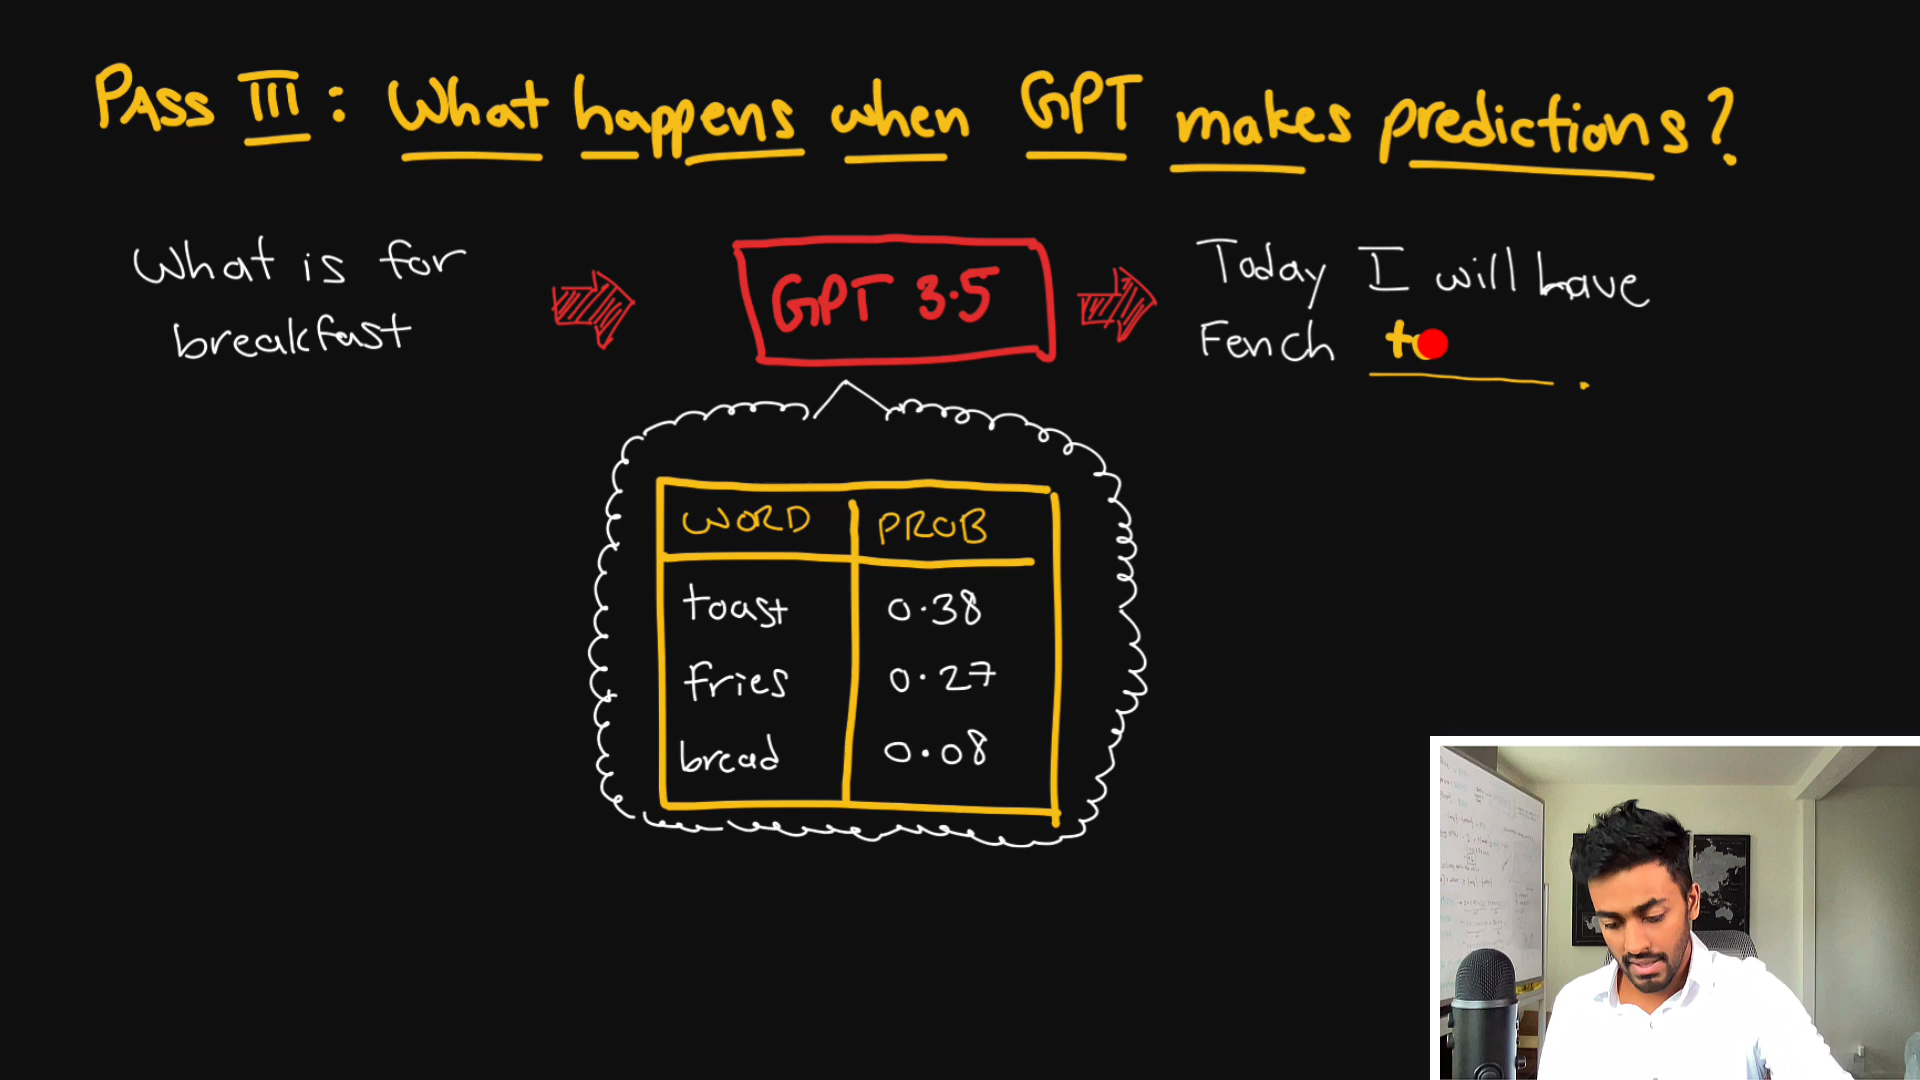 PASS III: What happens when GPT makes predictions?
What is for
breakfast
GPT 3.5
Today I will have
Fench to
.
WORD PROB
toast 0.38
fries 0.27
bread 0.08